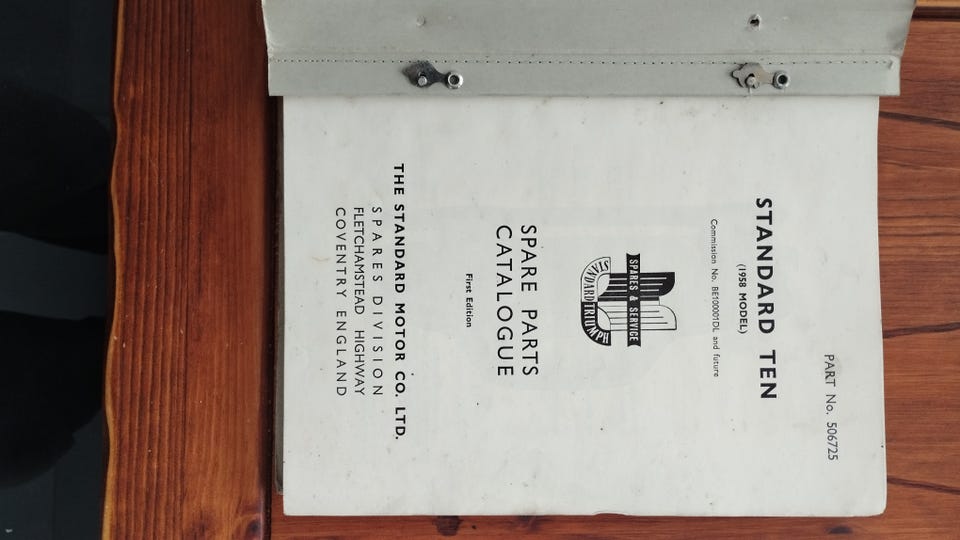 PART No. 506725
STANDARD TEN
(1958 MODEL)
Commission No. BE10001DL and future
SPARES & SERVICE
STANDARD TRIUMPH
SPARE PARTS
CATALOGUE
First Edition
THE STANDARD MOTOR CO. LTD.
SPARES DIVISION
FLETCHAMSTEAD HIGHWAY
COVENTRY ENGLAND